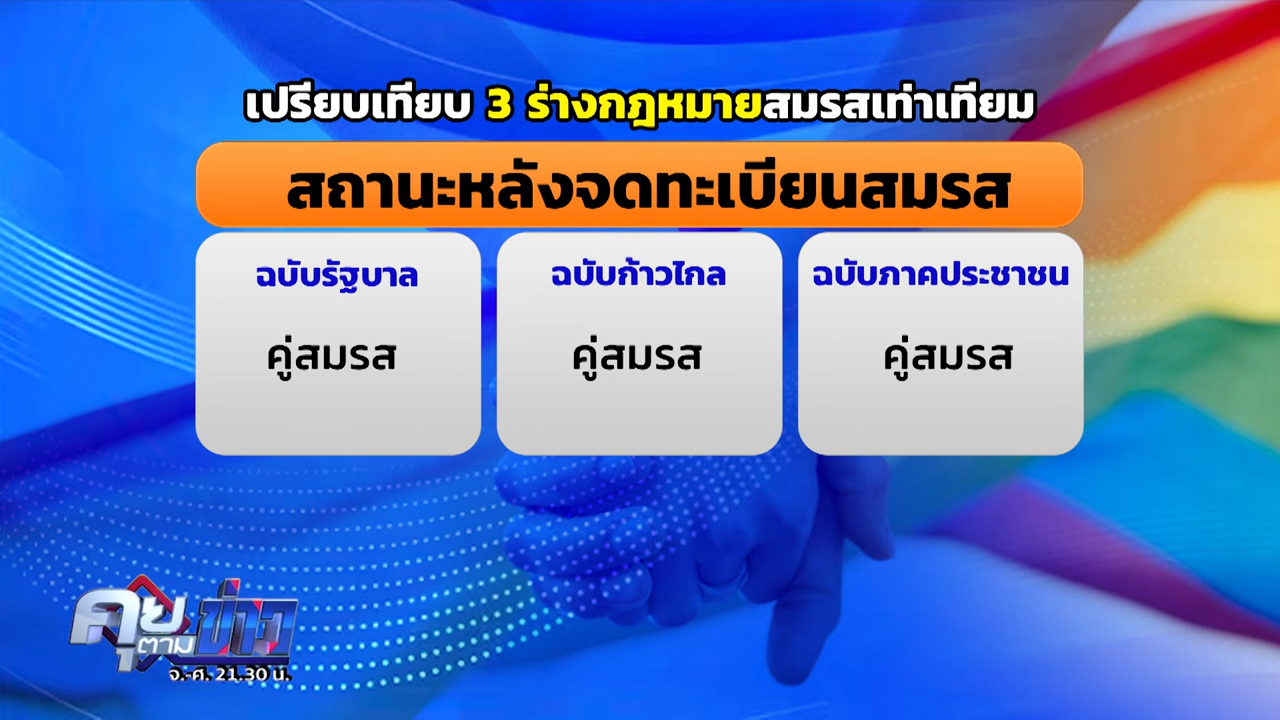 เปรียบเทียบ 3 ร่างกฎหมายสมรสเท่าเทียม
สถานะหลังจดทะเบียนสมรส
ฉบับรัฐบาล
คู่สมรส
ฉบับก้าวไกล
คู่สมรส
ฉบับภาคประชาชน
คู่สมรส
คุยตามข่าว
จ.-ศ. 21.30 น.